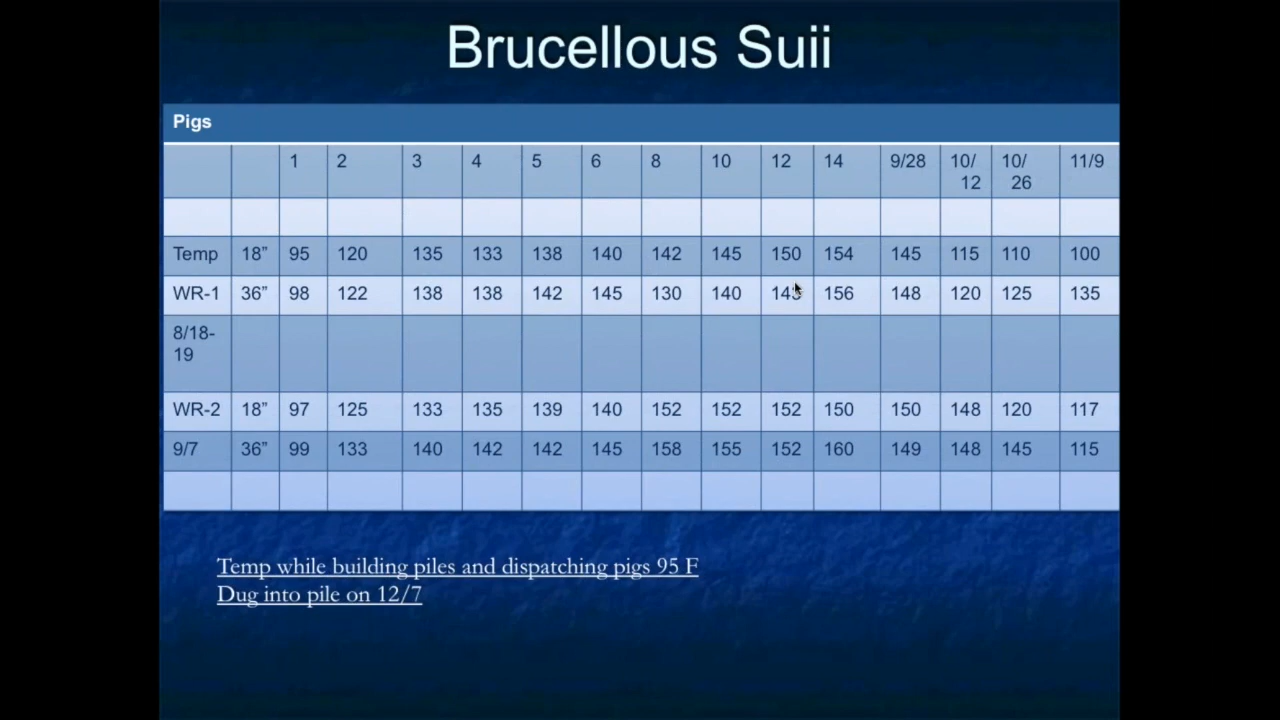 Brucellous Suii
Pigs
1 2 3 4 5 6 8 10 12 14 9/28 10/ 10/ 11/9
12 26
Temp 18” 95 120 135 133 138 140 142 145 150 154 145 115 110 100
WR-1 36” 98 122 138 138 142 145 130 140 156 148 120 125 135
8/18-
19
WR-2 18” 97 125 133 135 139 140 152 152 152 150 150 148 120 117
9/7 36” 99 133 140 142 142 145 158 155 152 160 149 148 145 115
Temp while building piles and dispatching pigs 95 F
Dug into pile on 12/7